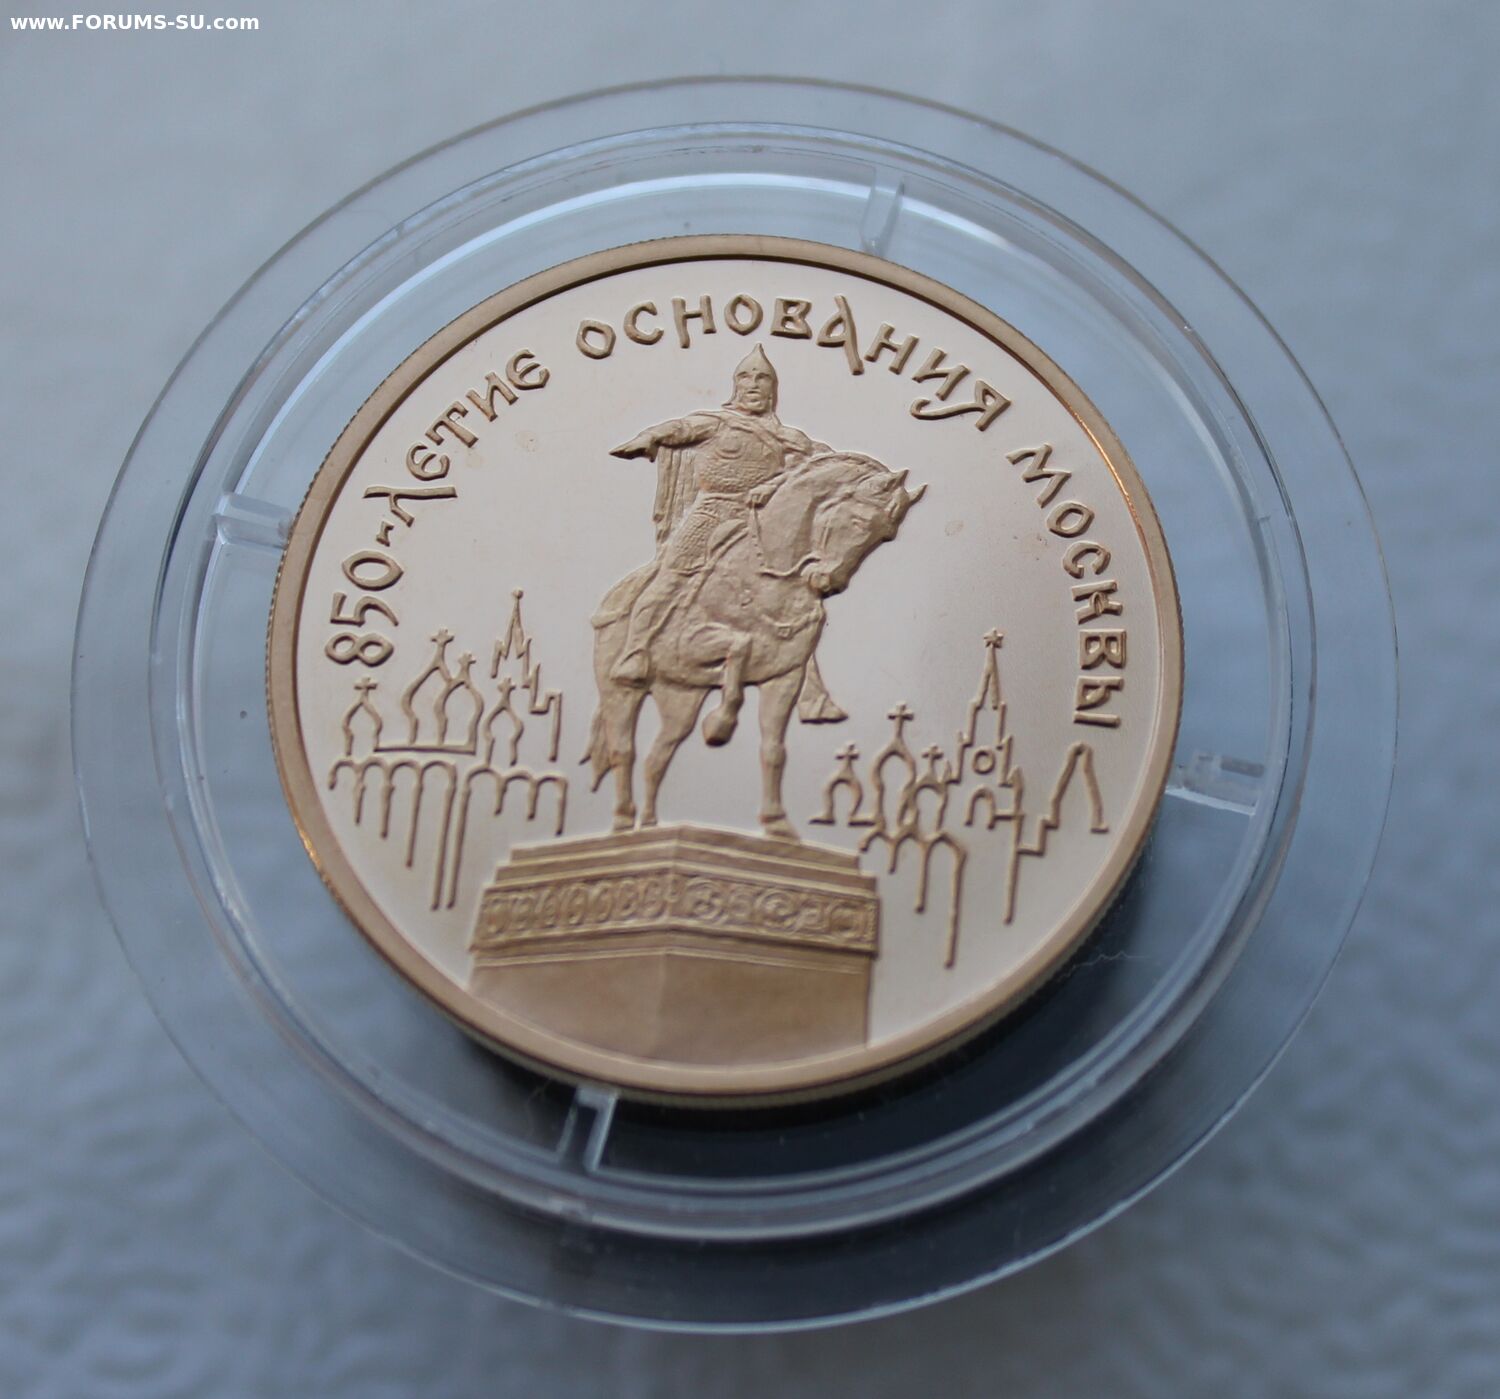 www.FORUMS-SU.com
850-ЛЕТИЕ ОСНОВАНИЯ МОСКВЫ